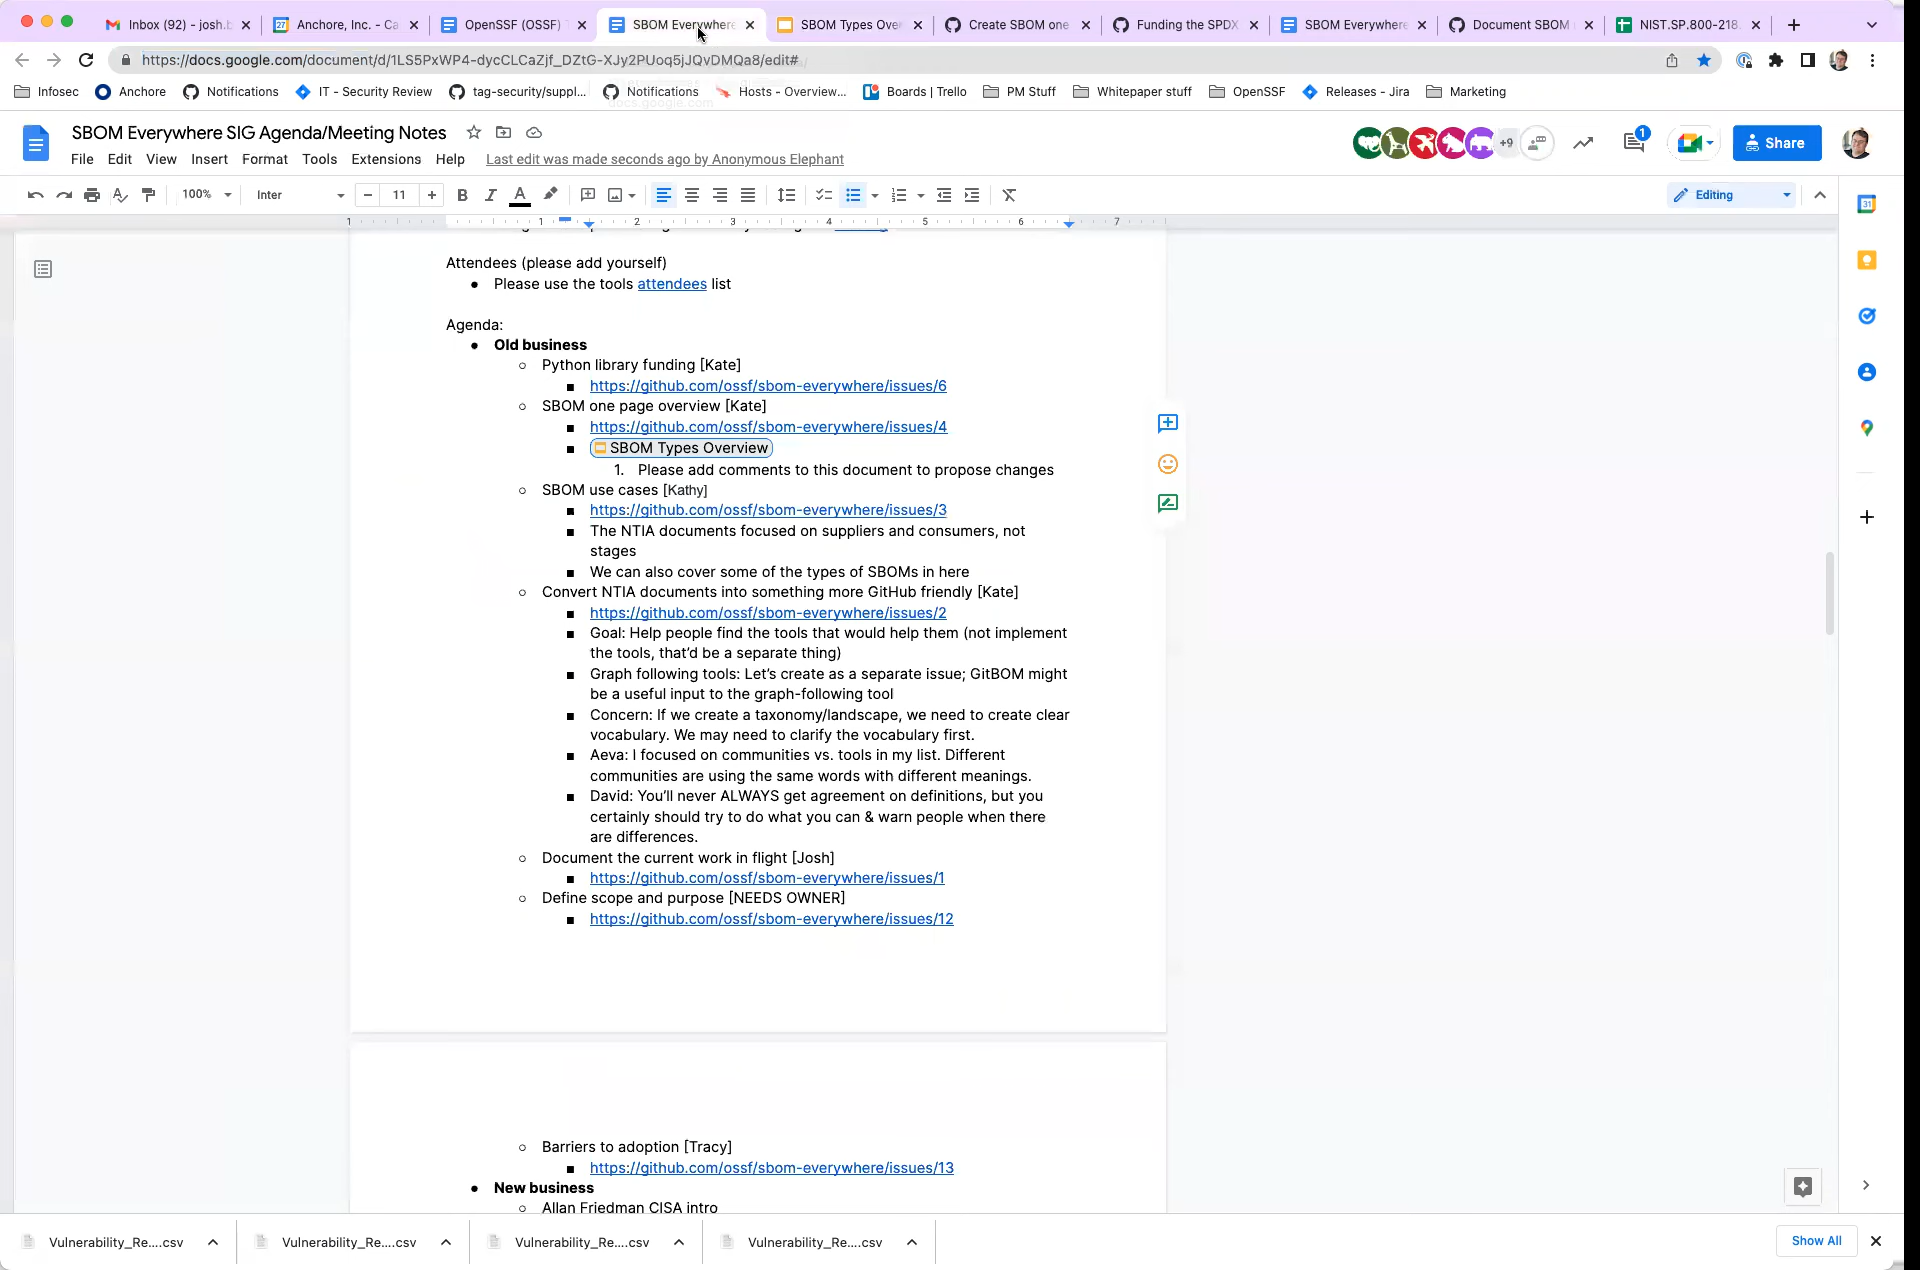 Inbox (92) - josh.b
Anchore, Inc. - Ca
OpenSSF (OSSF) T
SBOM Everywhere
SBOM Types Over
Create SBOM one
Funding the SPDX
SBOM Everywhere
Document SBOM
NIST.SP.800-218.
https://docs.google.com/document/d/1LS5PxWP4-dycCLCaZjf_DZtG-XJy2PUoq5jJQvDMQa8/edit#
Infosec
Anchore
Notifications
IT - Security Review
tag-security/suppl...
Notifications
Hosts - Overview...
Boards | Trello
PM Stuff
Whitepaper stuff
OpenSSF
Releases - Jira
Marketing
docs.google.com
SBOM Everywhere SIG Agenda/Meeting Notes
+9
1
Share
File Edit View Insert Format Tools Extensions Help Last edit was made seconds ago by Anonymous Elephant
100% Inter 11 Editing
1 1 2 3 4 5 6 7
31
Attendees (please add yourself)
● Please use the tools attendees list
Agenda:
● Old business
○ Python library funding [Kate]
■ https://github.com/ossf/sbom-everywhere/issues/6
○ SBOM one page overview [Kate]
■ https://github.com/ossf/sbom-everywhere/issues/4
■ SBOM Types Overview
1. Please add comments to this document to propose changes
○ SBOM use cases [Kathy]
■ https://github.com/ossf/sbom-everywhere/issues/3
■ The NTIA documents focused on suppliers and consumers, not
stages
■ We can also cover some of the types of SBOMs in here
○ Convert NTIA documents into something more GitHub friendly [Kate]
■ https://github.com/ossf/sbom-everywhere/issues/2
■ Goal: Help people find the tools that would help them (not implement
the tools, that'd be a separate thing)
■ Graph following tools: Let's create as a separate issue; GitBOM might
be a useful input to the graph-following tool
■ Concern: If we create a taxonomy/landscape, we need to create clear
vocabulary. We may need to clarify the vocabulary first.
■ Aeva: I focused on communities vs. tools in my list. Different
communities are using the same words with different meanings.
■ David: You'll never ALWAYS get agreement on definitions, but you
certainly should try to do what you can & warn people when there
are differences.
○ Document the current work in flight [Josh]
■ https://github.com/ossf/sbom-everywhere/issues/1
○ Define scope and purpose [NEEDS OWNER]
■ https://github.com/ossf/sbom-everywhere/issues/12
○ Barriers to adoption [Tracy]
■ https://github.com/ossf/sbom-everywhere/issues/13
● New business
○ Allan Friedman CISA intro
Vulnerability_Re....csv
Vulnerability_Re....csv
Vulnerability_Re....csv
Vulnerability_Re....csv
Show All